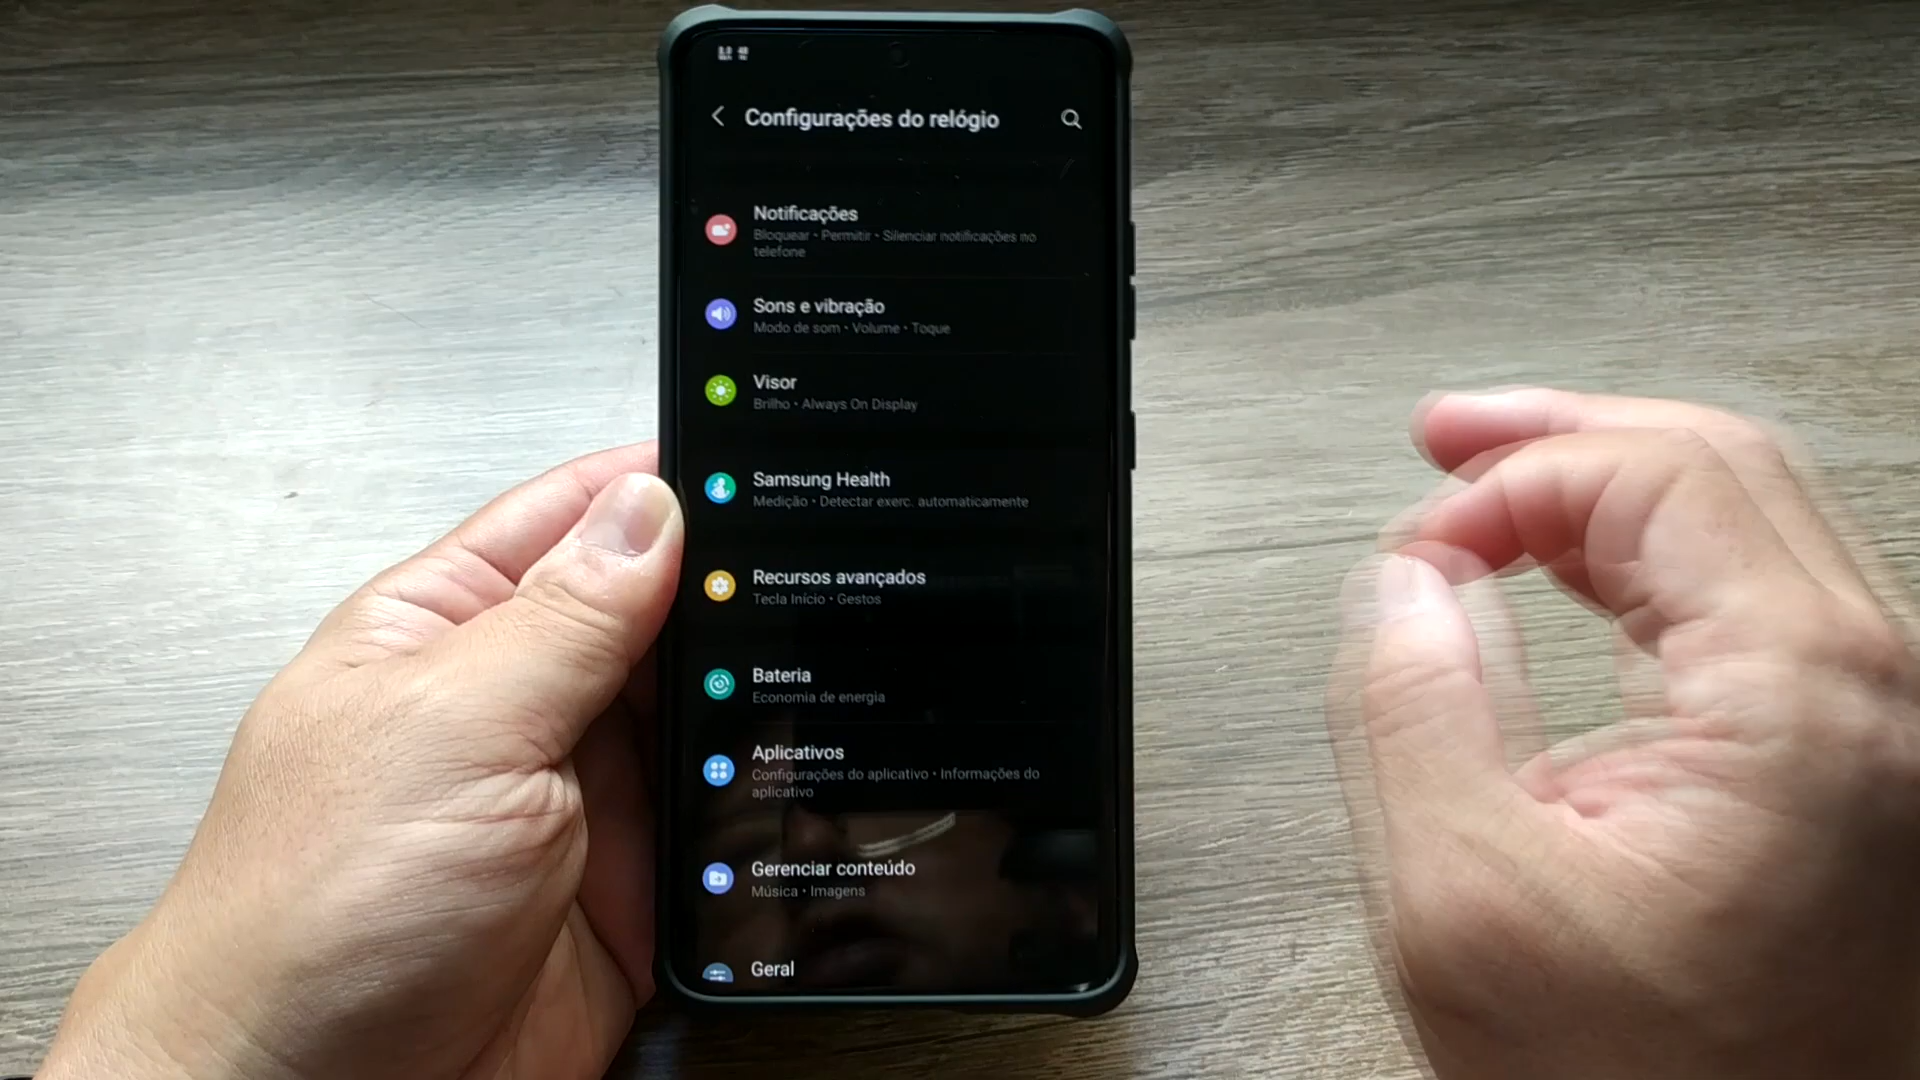 Configurações do relógio
Notificações
Bloquear • Permitir • Silenciar notificações no
telefone
Sons e vibração
Modo de som • Volume • Toque
Visor
Brilho • Always On Display
Samsung Health
Medição • Detectar exerc. automaticamente
Recursos avançados
Tecla Início • Gestos
Bateria
Economia de energia
Aplicativos
Configurações do aplicativo • Informações do
aplicativo
Gerenciar conteúdo
Música • Imagens
Geral